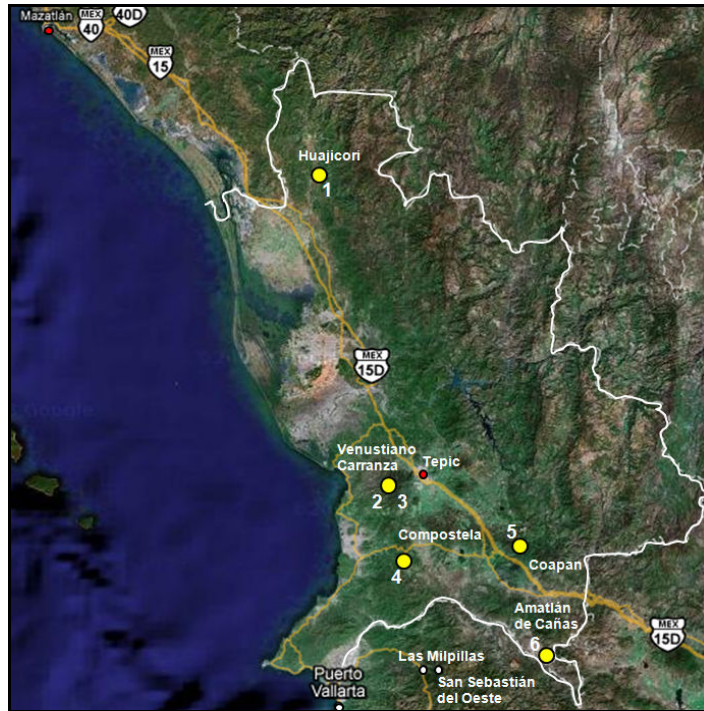 Mazatlán
MEX
40
40D
MEX
15
Huajicori
1
MEX
15D
Google
Venustiano
Carranza
Tepic
2 3
Compostela
5
Coapan
4
Amatlán
de Cañas
6
MEX
15D
Las Milpillas
San Sebastián
del Oeste
Puerto
Vallarta